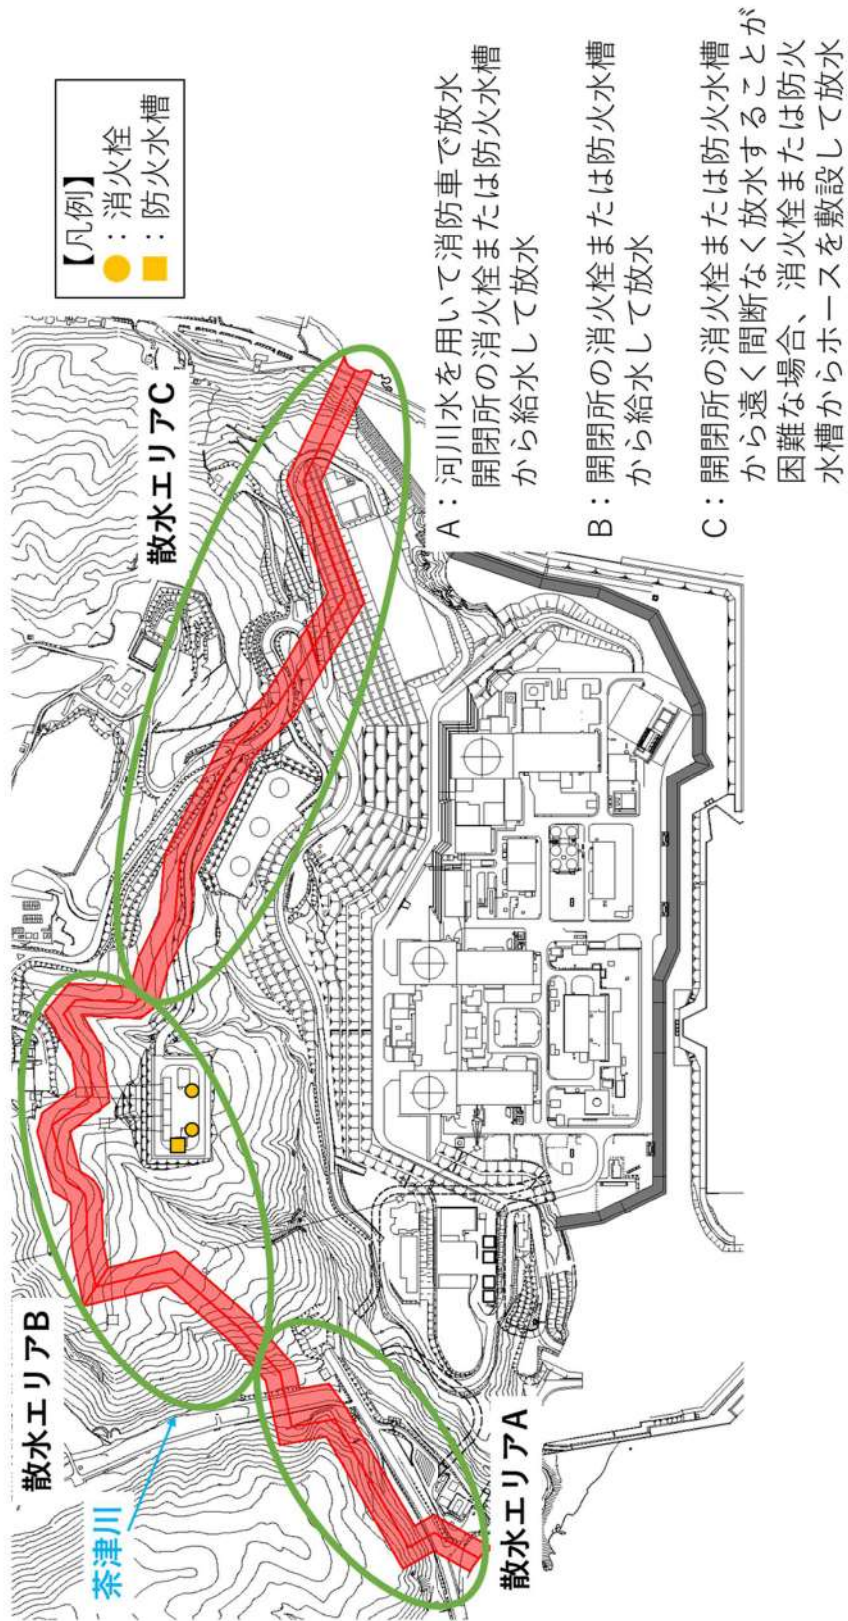 【凡例】
：消火栓
：防火水槽
散水エリアC
散水エリアB
茶津川
散水エリアA
A：河川水を用いて消防車で放水
開閉所の消火栓または防火水槽
から給水して放水
B：開閉所の消火栓または防火水槽
から給水して放水
C：開閉所の消火栓または防火水槽
から遠く間断なく放水することが
困難な場合、消火栓または防火
水槽からホースを敷設して放水